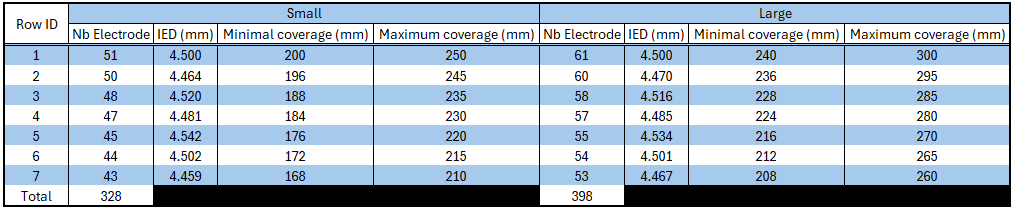 Row ID Small Large
Nb Electrode IED (mm) Minimal coverage (mm) Maximum coverage (mm) Nb Electrode IED (mm) Minimal coverage (mm) Maximum coverage (mm)
1 51 4.500 200 250 61 4.500 240 300
2 50 4.464 196 245 60 4.470 236 295
3 48 4.520 188 235 58 4.516 228 285
4 47 4.481 184 230 57 4.485 224 280
5 45 4.542 176 220 55 4.534 216 270
6 44 4.502 172 215 54 4.501 212 265
7 43 4.459 168 210 53 4.467 208 260
Total 328 398